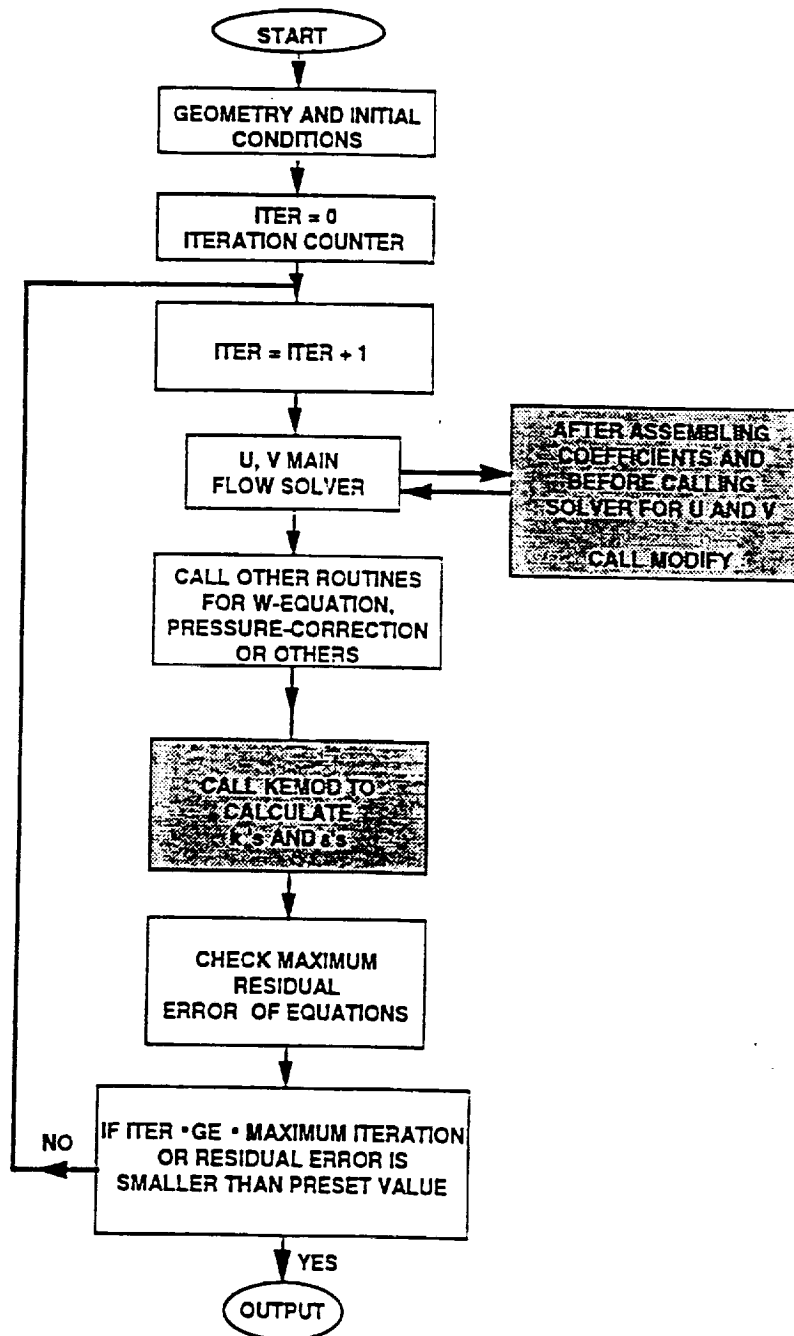 START
GEOMETRY AND INITIAL
CONDITIONS
ITER = 0
ITERATION COUNTER
ITER = ITER + 1
U, V MAIN
FLOW SOLVER
AFTER ASSEMBLING
COEFFICIENTS AND
BEFORE CALLING
SOLVER FOR U AND V
CALL MODIFY
CALL OTHER ROUTINES
FOR W-EQUATION,
PRESSURE-CORRECTION
OR OTHERS
CALL KEMOD TO
CALCULATE
k's AND ε's
CHECK MAXIMUM
RESIDUAL
ERROR OF EQUATIONS
IF ITER •GE • MAXIMUM ITERATION
OR RESIDUAL ERROR IS
SMALLER THAN PRESET VALUE
NO
YES
OUTPUT